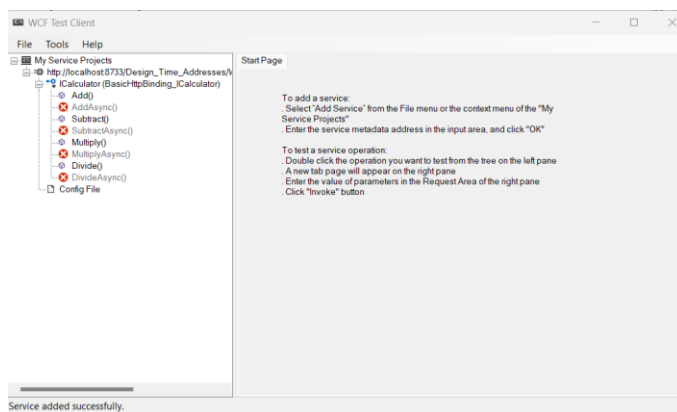 WCF Test Client
File Tools Help
My Service Projects
http://localhost:8733/Design_Time_Addresses/
ICalculator (BasicHttpBinding_ICalculator)
Add()
AddAsync()
Subtract()
SubtractAsync()
Multiply()
MultiplyAsync()
Divide()
DivideAsync()
Config File
Start Page
To add a service:
. Select "Add Service" from the File menu or the context menu of the "My
Service Projects"
. Enter the service metadata address in the input area, and click "OK"
To test a service operation:
. Double click the operation you want to test from the tree on the left pane
. A new tab page will appear on the right pane
. Enter the value of parameters in the Request Area of the right pane
. Click "Invoke" button
Service added successfully.